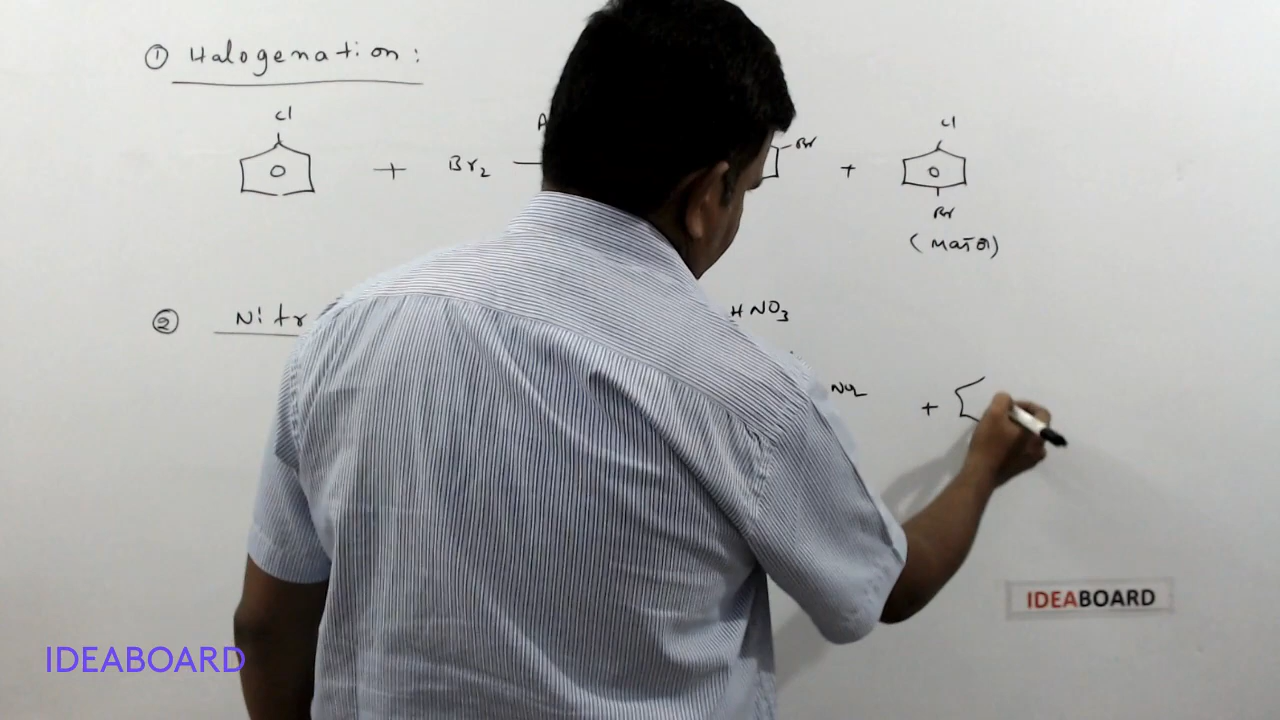 ① Halogenation:
Cl Cl
Br2 Br
+ + 
Br
(Major)
② Nitr HNO3
NO2 +
IDEABOARD
IDEABOARD